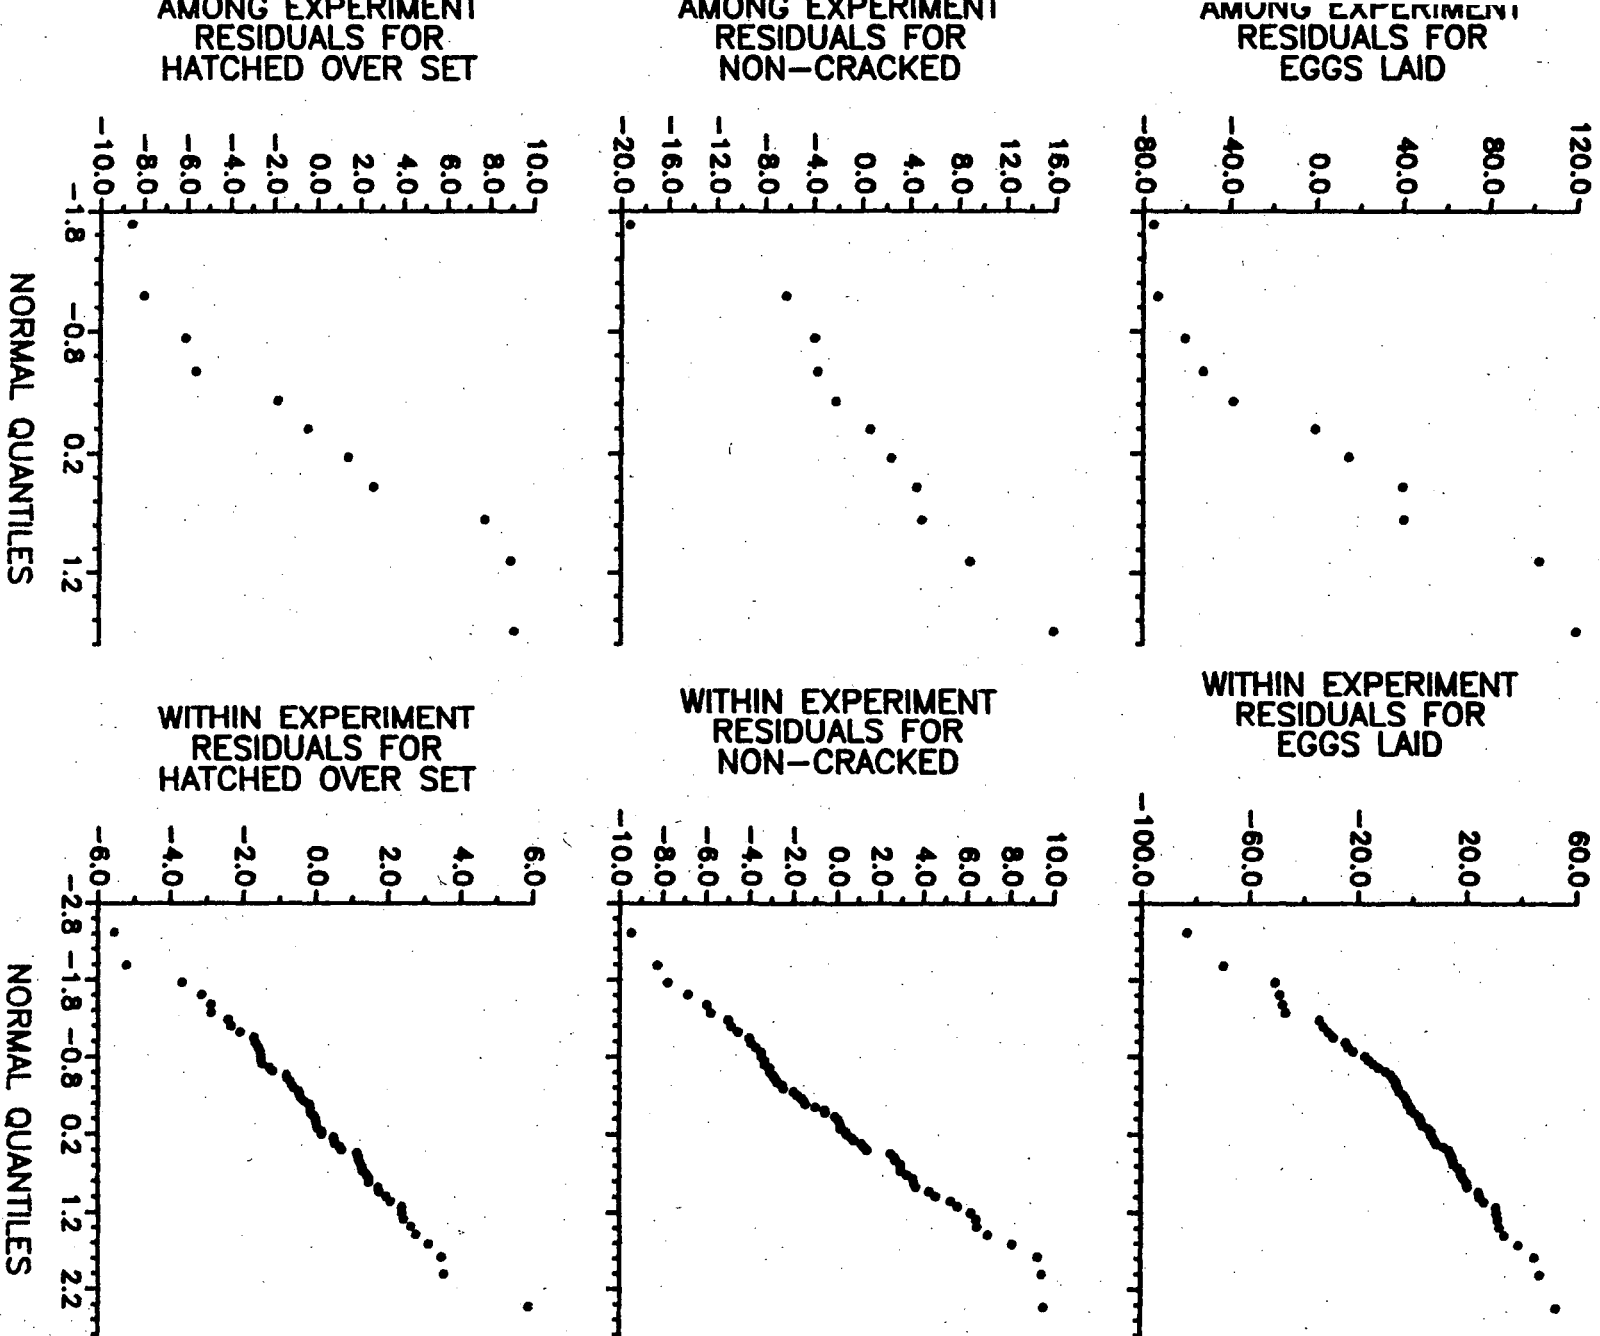 AMONG EXPERIMENT
RESIDUALS FOR
HATCHED OVER SET
AMONG EXPERIMENT
RESIDUALS FOR
NON-CRACKED
AMONG EXPERIMENT
RESIDUALS FOR
EGGS LAID
-10.0 -8.0 -6.0 -4.0 -2.0 0.0 2.0 4.0 6.0 8.0 10.0
-20.0 -16.0 -12.0 -8.0 -4.0 0.0 4.0 8.0 12.0 16.0
-80.0 -40.0 0.0 40.0 80.0 120.0
-1.8 -0.8 0.2 1.2
NORMAL QUANTILES
WITHIN EXPERIMENT
RESIDUALS FOR
HATCHED OVER SET
WITHIN EXPERIMENT
RESIDUALS FOR
NON-CRACKED
WITHIN EXPERIMENT
RESIDUALS FOR
EGGS LAID
-6.0 -4.0 -2.0 0.0 2.0 4.0 6.0
-10.0 -8.0 -6.0 -4.0 -2.0 0.0 2.0 4.0 6.0 8.0 10.0
-100.0 -60.0 -20.0 20.0 60.0
-2.8 -1.8 -0.8 0.2 1.2 2.2
NORMAL QUANTILES